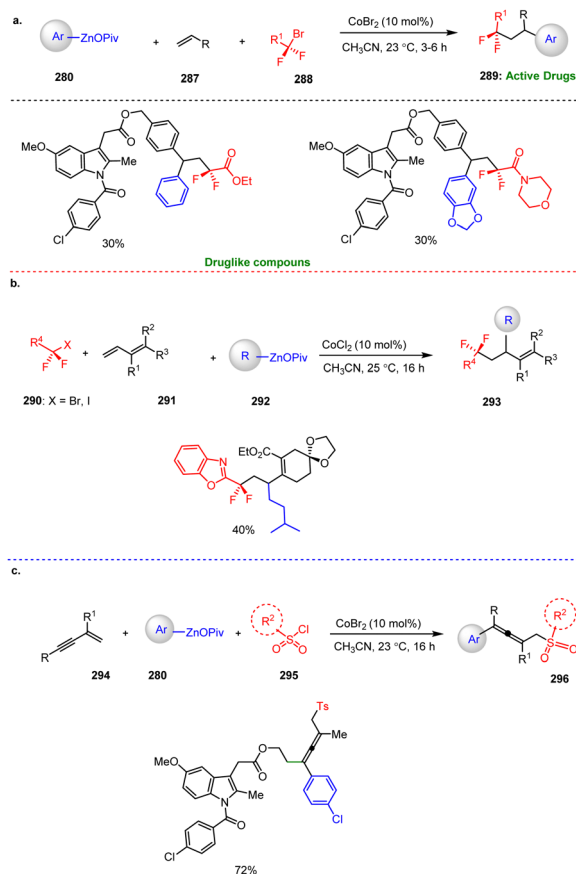 a.
Ar ZnOPiv + R + R1 Br F F CoBr2 (10 mol%) R1 R F F Ar
CH3CN, 23 °C, 3-6 h
280 287 288 289: Active Drugs
MeO O O Me N O Cl F F O OEt
30%
MeO O O Me N O Cl O O F F O N O
30%
Druglike compouns
b.
R4 X F F + R2 R3 R1 + R ZnOPiv CoCl2 (10 mol%) F F R4 R R2 R3 R1
CH3CN, 25 °C, 16 h
290: X = Br, I 291 292 293
N O F F EtO2C O O
40%
c.
R R1 + Ar ZnOPiv + R2 Cl S O O CoBr2 (10 mol%) R Ar R1 R2 S O O
CH3CN, 23 °C, 16 h
294 280 295 296
Ts
MeO O O Me N O Cl Me Cl
72%